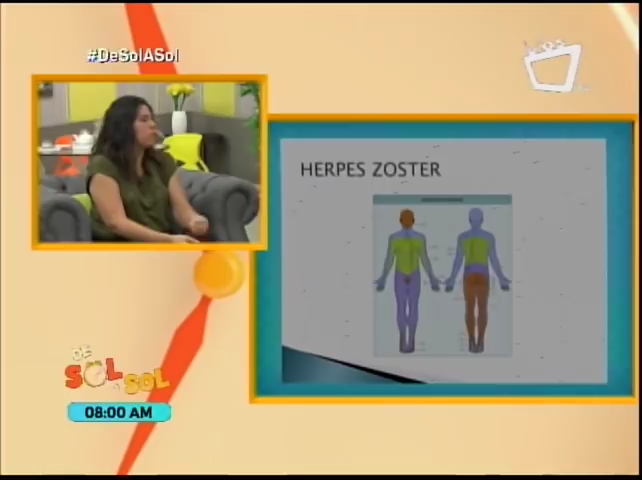 #DeSolASol
HERPES ZOSTER
DE
SOL
A
SOL
08:00 AM